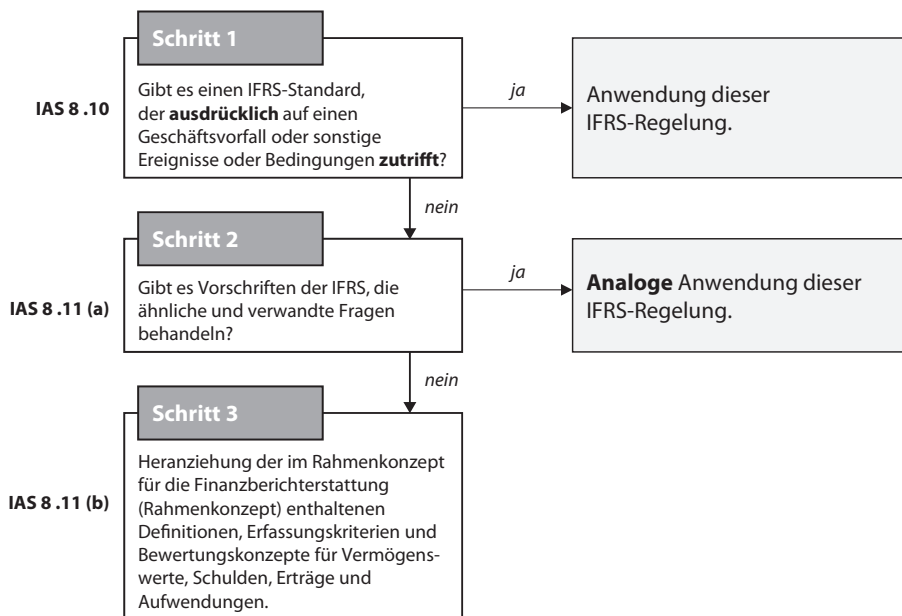 Schritt 1
IAS 8 .10
Gibt es einen IFRS-Standard,
der ausdrücklich auf einen
Geschäftsvorfall oder sonstige
Ereignisse oder Bedingungen zutrifft?
ja
Anwendung dieser
IFRS-Regelung.
nein
Schritt 2
IAS 8 .11 (a)
Gibt es Vorschriften der IFRS, die
ähnliche und verwandte Fragen
behandeln?
ja
Analoge Anwendung dieser
IFRS-Regelung.
nein
Schritt 3
IAS 8 .11 (b)
Heranziehung der im Rahmenkonzept
für die Finanzberichterstattung
(Rahmenkonzept) enthaltenen
Definitionen, Erfassungskriterien und
Bewertungskonzepte für Vermögens-
werte, Schulden, Erträge und
Aufwendungen.